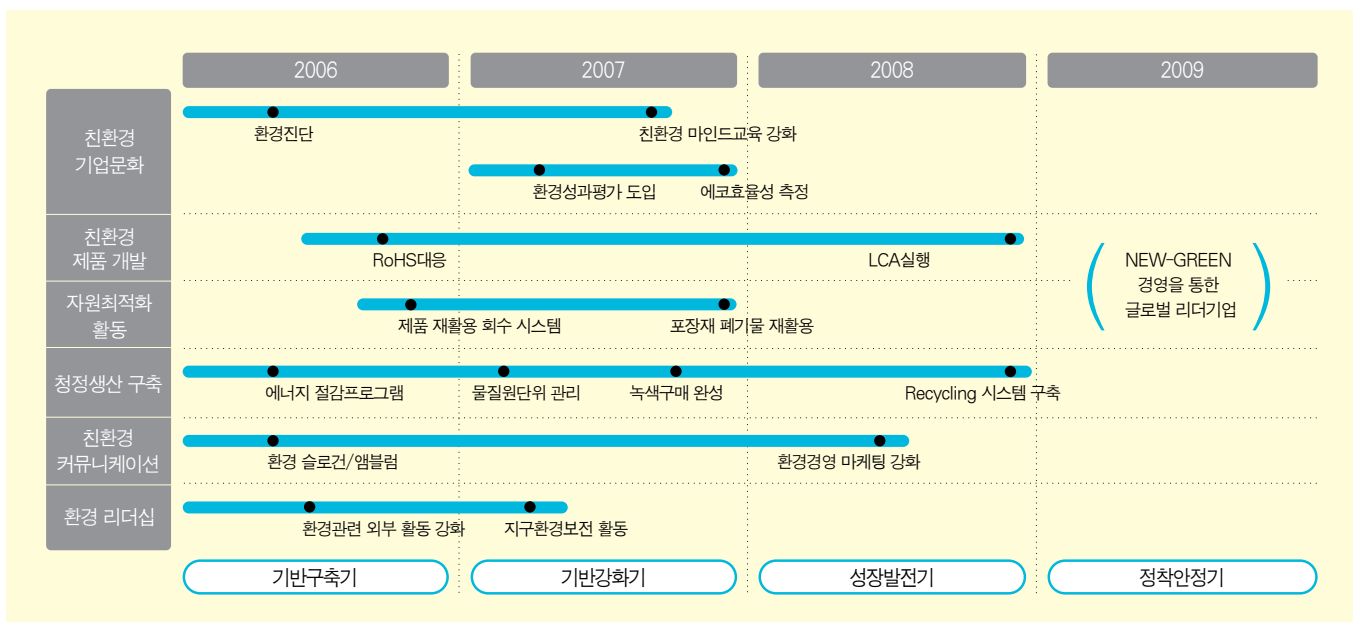 2006
2007
2008
2009
친환경
기업문화
환경진단
친환경 마인드교육 강화
환경성과평가 도입
에코효율성 측정
친환경
제품 개발
RoHS대응
LCA실행
자원최적화
활동
제품 재활용 회수 시스템
포장재 폐기물 재활용
NEW-GREEN
경영을 통한
글로벌 리더기업
청정생산 구축
에너지 절감프로그램
물질원단위 관리
녹색구매 완성
Recycling 시스템 구축
친환경
커뮤니케이션
환경 슬로건/앰블럼
환경경영 마케팅 강화
환경 리더십
환경관련 외부 활동 강화
지구환경보전 활동
기반구축기
기반강화기
성장발전기
정착안정기